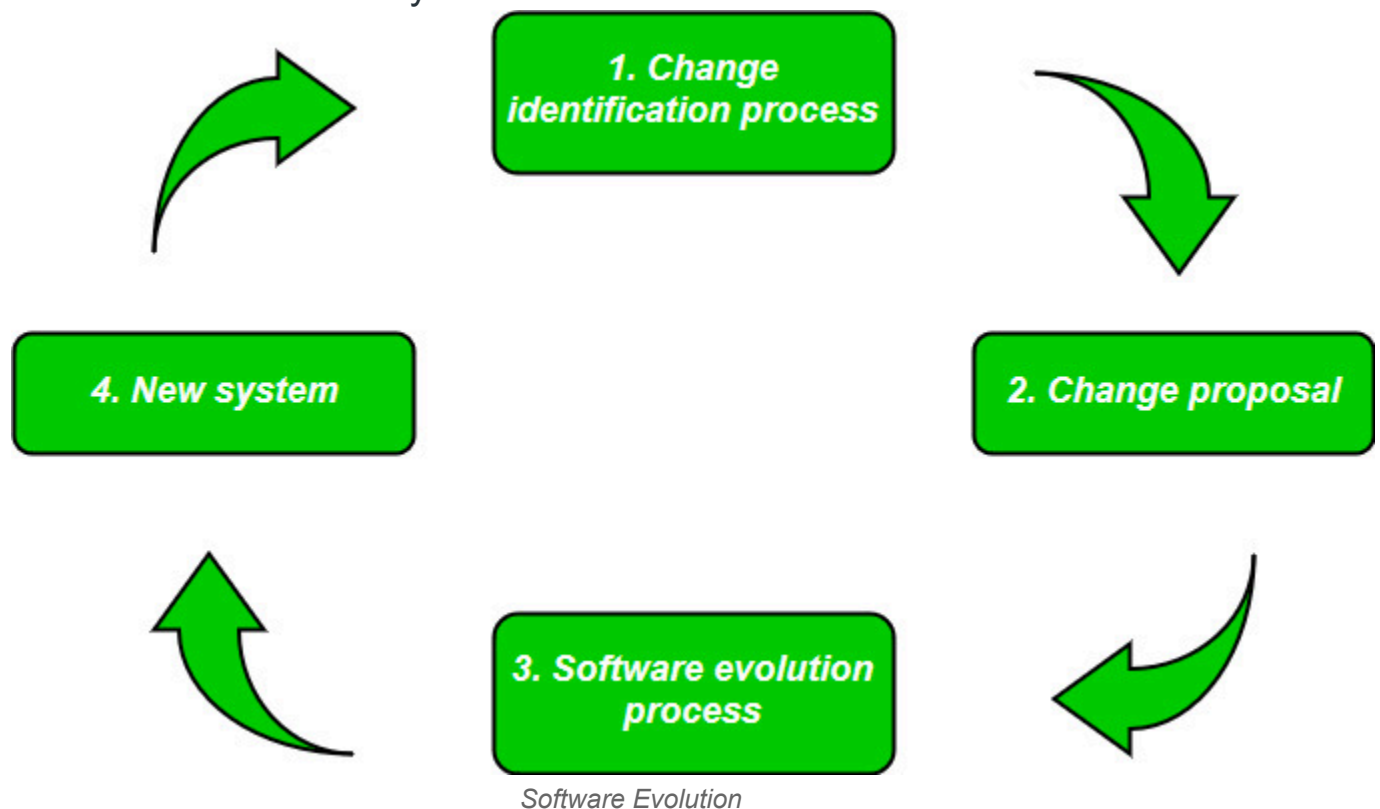 1. Change
identification process
4. New system
2. Change proposal
3. Software evolution
process
Software Evolution